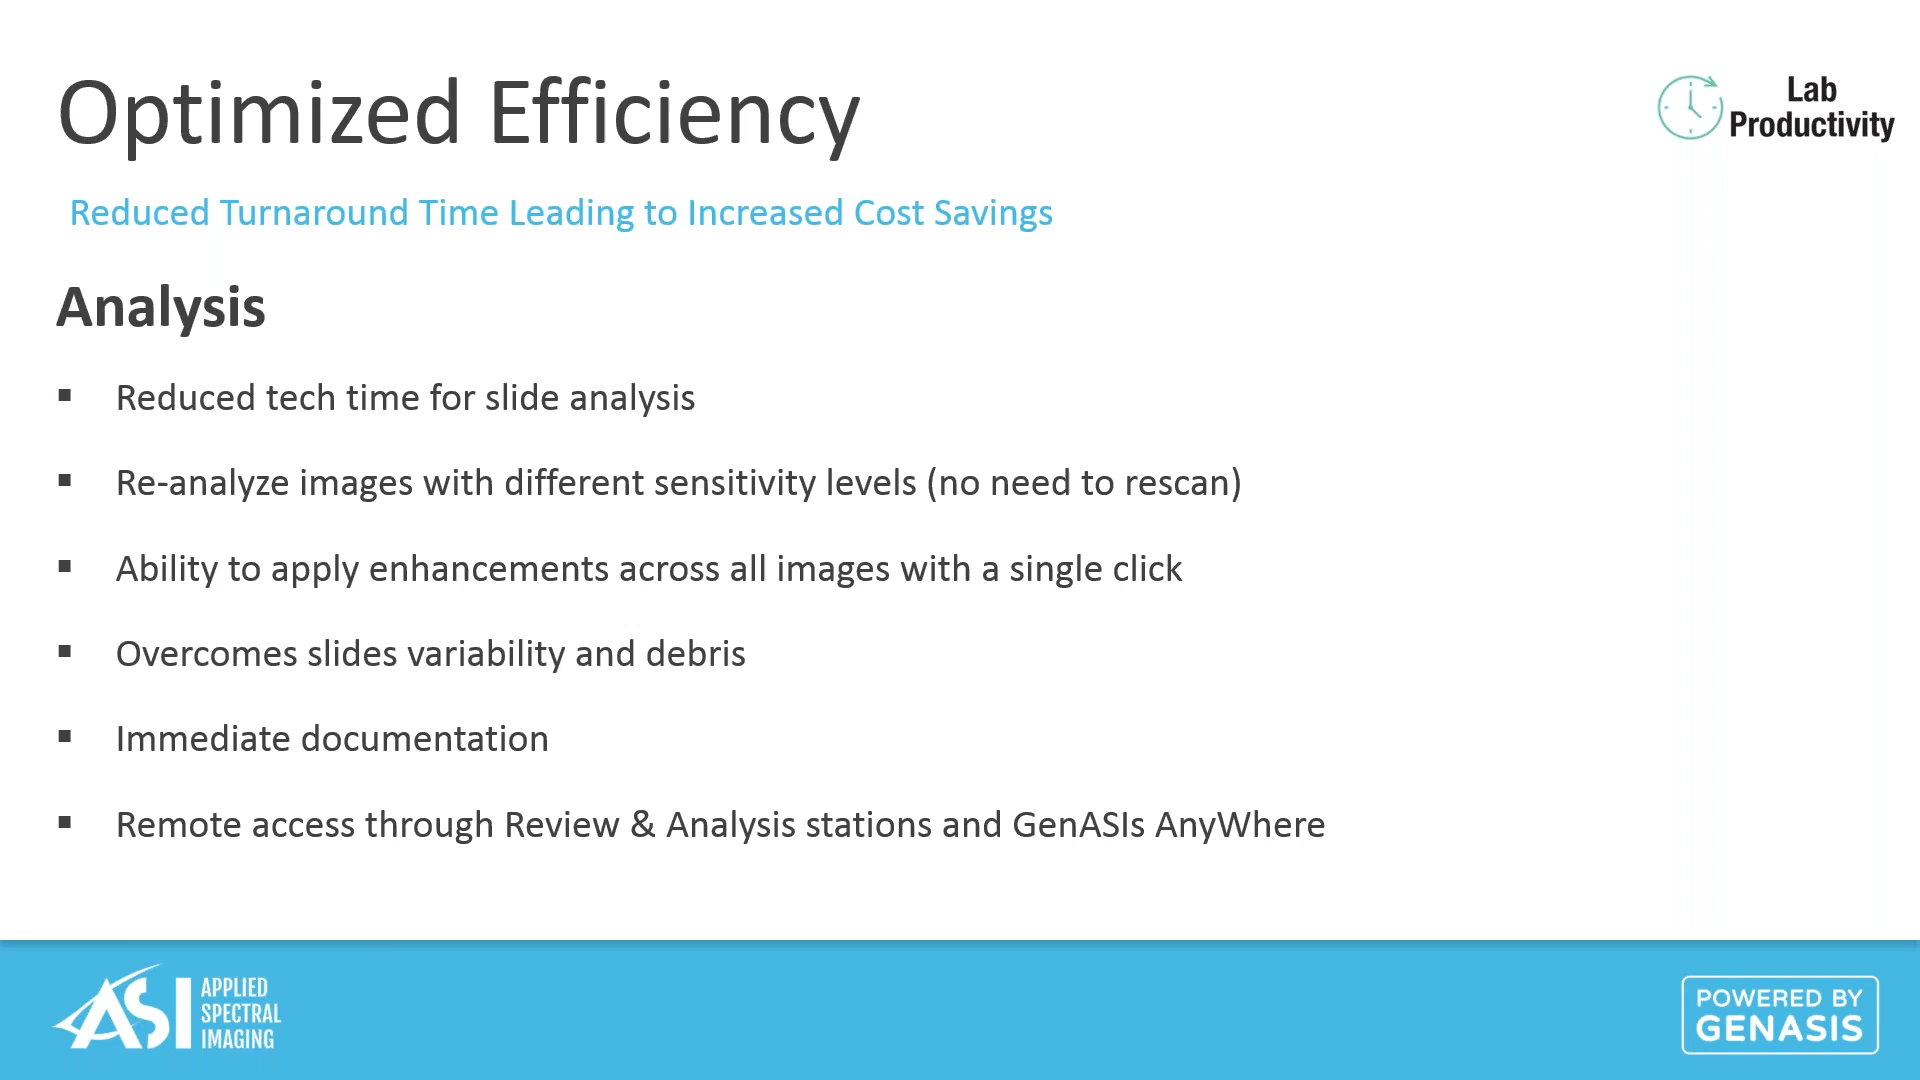 Optimized Efficiency
Lab
Productivity
Reduced Turnaround Time Leading to Increased Cost Savings
Analysis
▪ Reduced tech time for slide analysis
▪ Re-analyze images with different sensitivity levels (no need to rescan)
▪ Ability to apply enhancements across all images with a single click
▪ Overcomes slides variability and debris
▪ Immediate documentation
▪ Remote access through Review & Analysis stations and GenASIs AnyWhere
ASI
APPLIED
SPECTRAL
IMAGING
POWERED BY
GENASIS